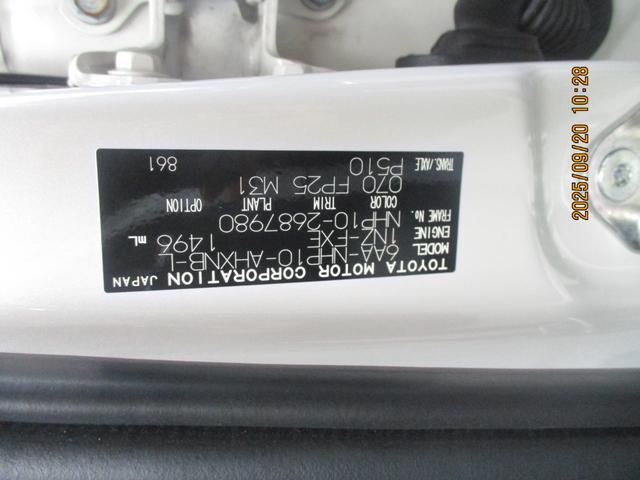 TOYOTA MOTOR CORPORATION JAPAN
MODEL 6AA-NHP10-AHXNB-L
ENGINE 1NZ-FXE 1496 mL
FRAME NO. NHP10-2687980
COLOR TRIM PLANT OPTION
070 FP25 M31
TRANS./AXLE P510
861
2025/09/20 10:28